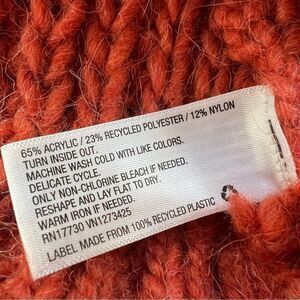 65% ACRYLIC / 23% RECYCLED POLYESTER / 12% NYLON
TURN INSIDE OUT.
MACHINE WASH COLD WITH LIKE COLORS.
DELICATE CYCLE.
ONLY NON-CHLORINE BLEACH IF NEEDED.
RESHAPE AND LAY FLAT TO DRY.
WARM IRON IF NEEDED.
RN17730 VN1273425
LABEL MADE FROM 100% RECYCLED PLASTIC